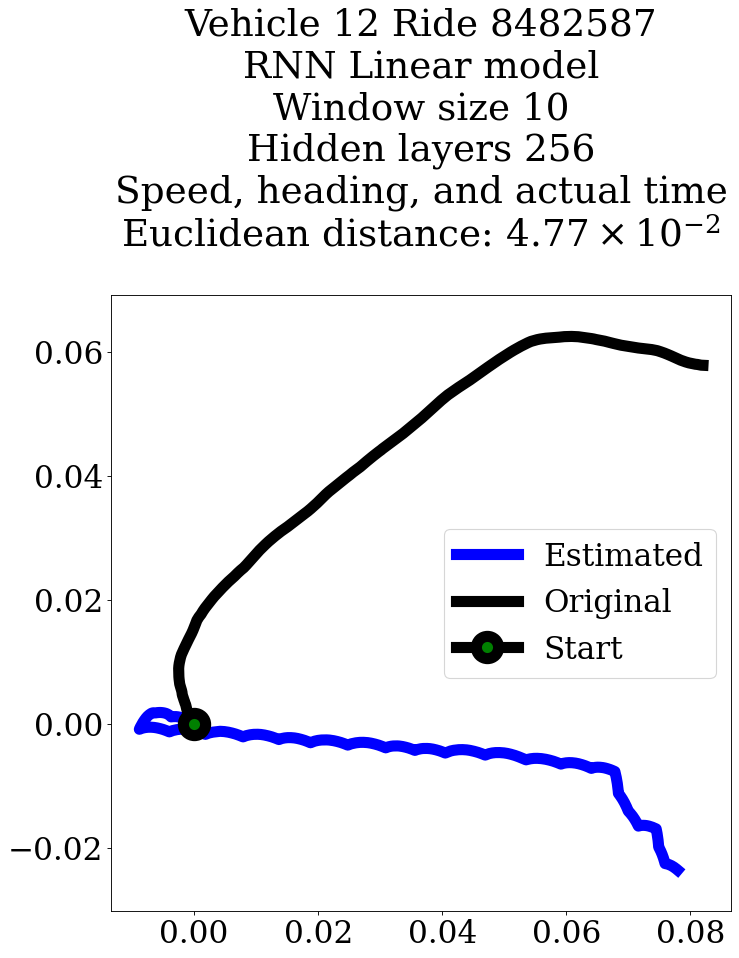 Vehicle 12 Ride 8482587
RNN Linear model
Window size 10
Hidden layers 256
Speed, heading, and actual time
Euclidean distance: 4.77 × 10⁻²
0.06
0.04
Estimated
0.02
Original
Start
0.00
−0.02
0.00 0.02 0.04 0.06 0.08